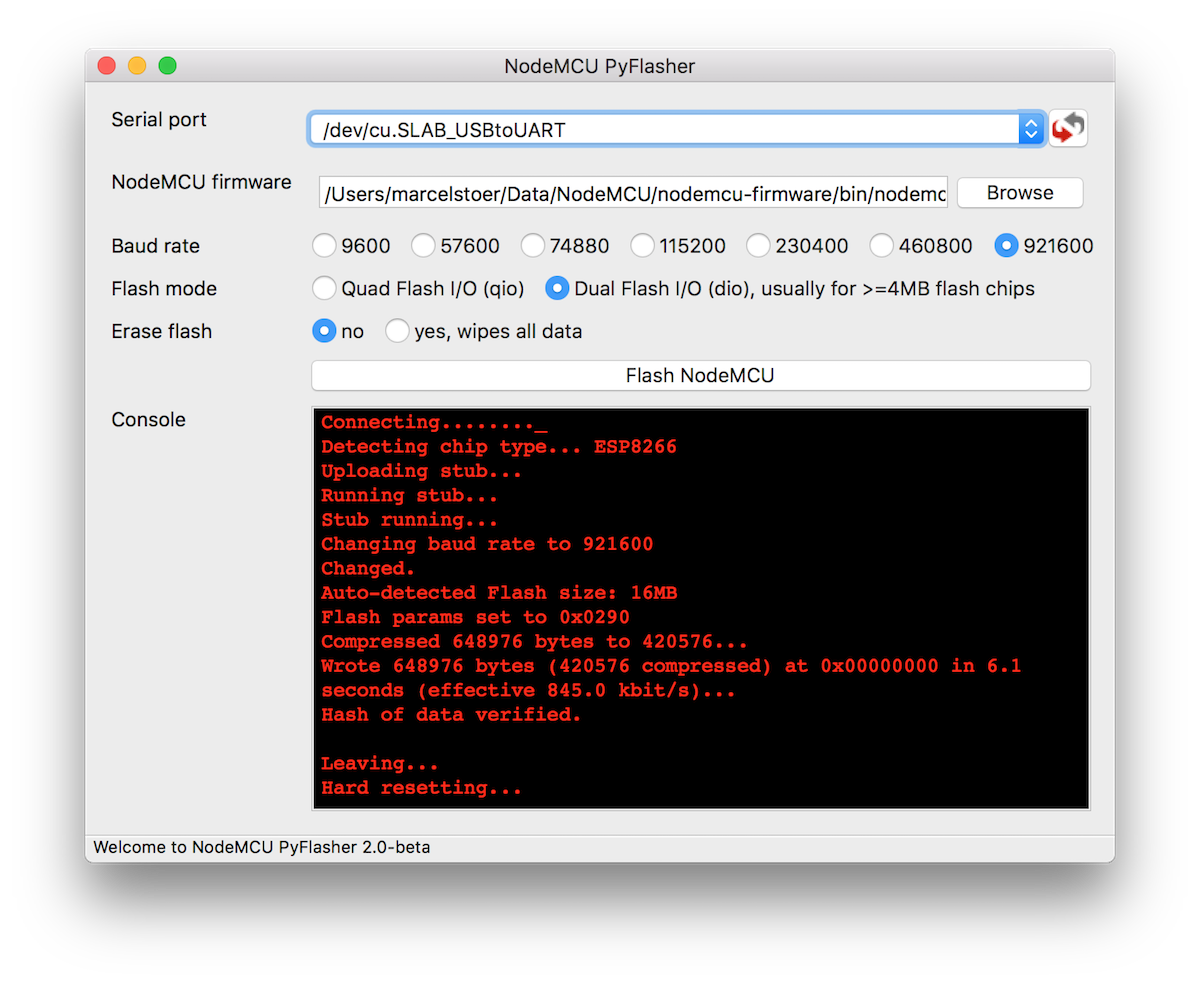 NodeMCU PyFlasher
Serial port
/dev/cu.SLAB_USBtoUART
NodeMCU firmware
/Users/marcelstoer/Data/NodeMCU/nodemcu-firmware/bin/nodemc
Browse
Baud rate
9600 57600 74880 115200 230400 460800 921600
Flash mode
Quad Flash I/O (qio) Dual Flash I/O (dio), usually for >=4MB flash chips
Erase flash
no yes, wipes all data
Flash NodeMCU
Console
Connecting........_
Detecting chip type... ESP8266
Uploading stub...
Running stub...
Stub running...
Changing baud rate to 921600
Changed.
Auto-detected Flash size: 16MB
Flash params set to 0x0290
Compressed 648976 bytes to 420576...
Wrote 648976 bytes (420576 compressed) at 0x00000000 in 6.1
seconds (effective 845.0 kbit/s)...
Hash of data verified.
Leaving...
Hard resetting...
Welcome to NodeMCU PyFlasher 2.0-beta